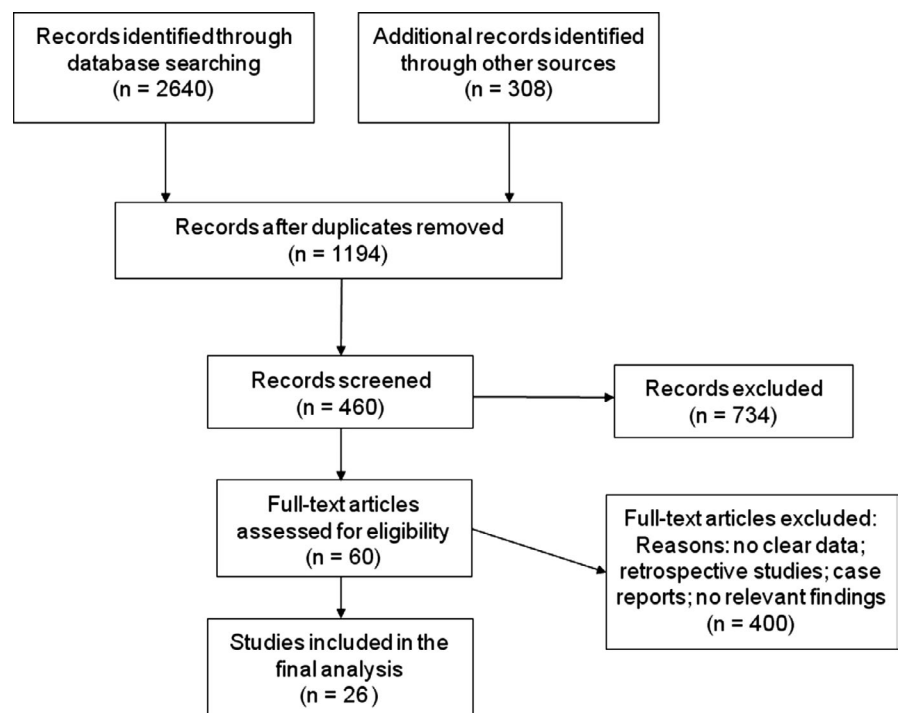 Records identified through
database searching
(n = 2640)
Additional records identified
through other sources
(n = 308)
Records after duplicates removed
(n = 1194)
Records screened
(n = 460)
Records excluded
(n = 734)
Full-text articles
assessed for eligibility
(n = 60)
Full-text articles excluded:
Reasons: no clear data;
retrospective studies; case
reports; no relevant findings
(n = 400)
Studies included in the
final analysis
(n = 26)